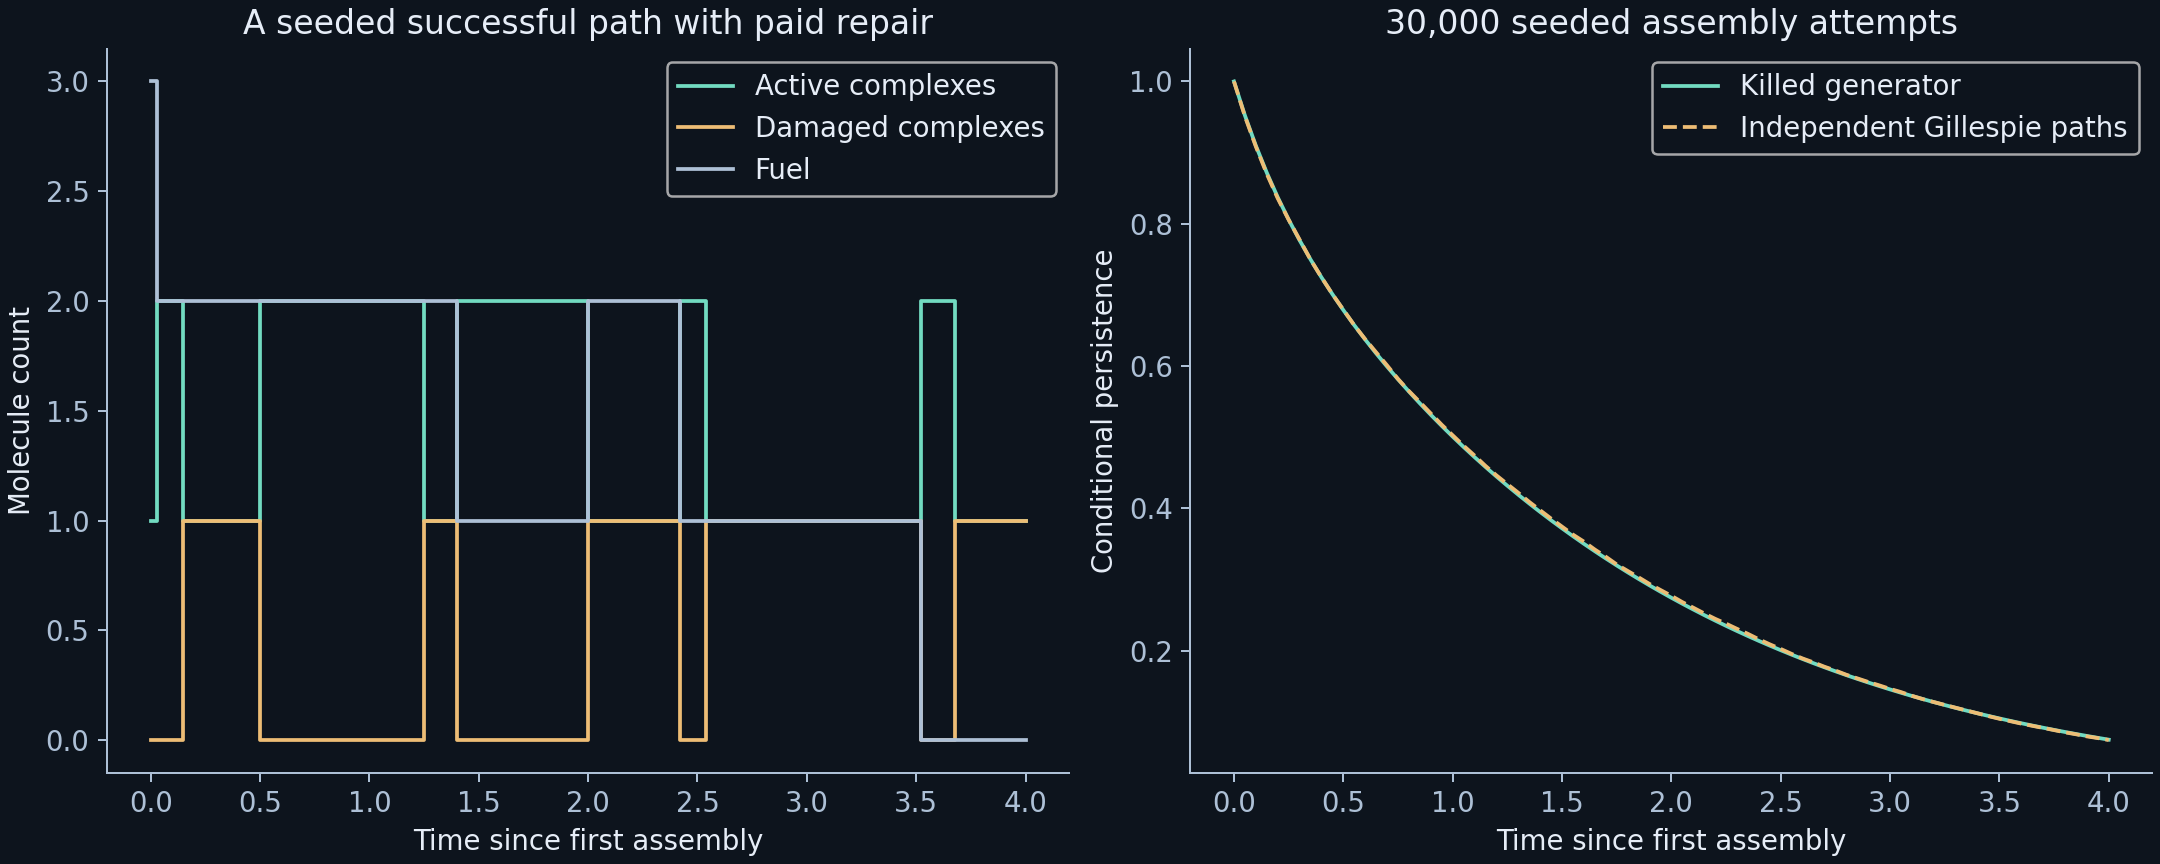 A seeded successful path with paid repair
Active complexes
Damaged complexes
Fuel
Molecule count
3.0
2.5
2.0
1.5
1.0
0.5
0.0
0.0 0.5 1.0 1.5 2.0 2.5 3.0 3.5 4.0
Time since first assembly
30,000 seeded assembly attempts
Killed generator
Independent Gillespie paths
Conditional persistence
1.0
0.8
0.6
0.4
0.2
0.0 0.5 1.0 1.5 2.0 2.5 3.0 3.5 4.0
Time since first assembly